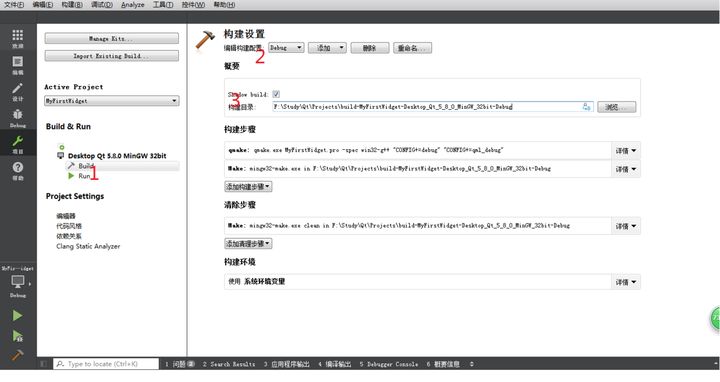 文件(F) 编辑(E) 构建(B) 调试(D) Analyze 工具(T) 控件(W) 帮助(H)
欢迎
编辑
设计
Debug
项目
帮助
MyFir···idget
Debug
Manage Kits...
Import Existing Build...
Active Project
MyFirstWidget
Build & Run
Desktop Qt 5.8.0 MinGW 32bit
Build
1
Run
Project Settings
编辑器
代码风格
依赖关系
Clang Static Analyzer
构建设置
编辑构建配置: Debug 添加 删除 重命名...
2
概要
Shadow build:
3
构建目录: F:\Study\Qt\Projects\build-MyFirstWidget-Desktop_Qt_5_8_0_MinGW_32bit-Debug 浏览...
构建步骤
qmake: qmake.exe MyFirstWidget.pro -spec win32-g++ "CONFIG+=debug" "CONFIG+=qml_debug" 详情
Make: mingw32-make.exe in F:\Study\Qt\Projects\build-MyFirstWidget-Desktop_Qt_5_8_0_MinGW_32bit-Debug 详情
添加构建步骤
清除步骤
Make: mingw32-make.exe clean in F:\Study\Qt\Projects\build-MyFirstWidget-Desktop_Qt_5_8_0_MinGW_32bit-Debug 详情
添加清理步骤
构建环境
使用 系统环境变量 详情
Type to locate (Ctrl+K) 1 问题 2 2 Search Results 3 应用程序输出 4 编译输出 5 Debugger Console 6 概要信息